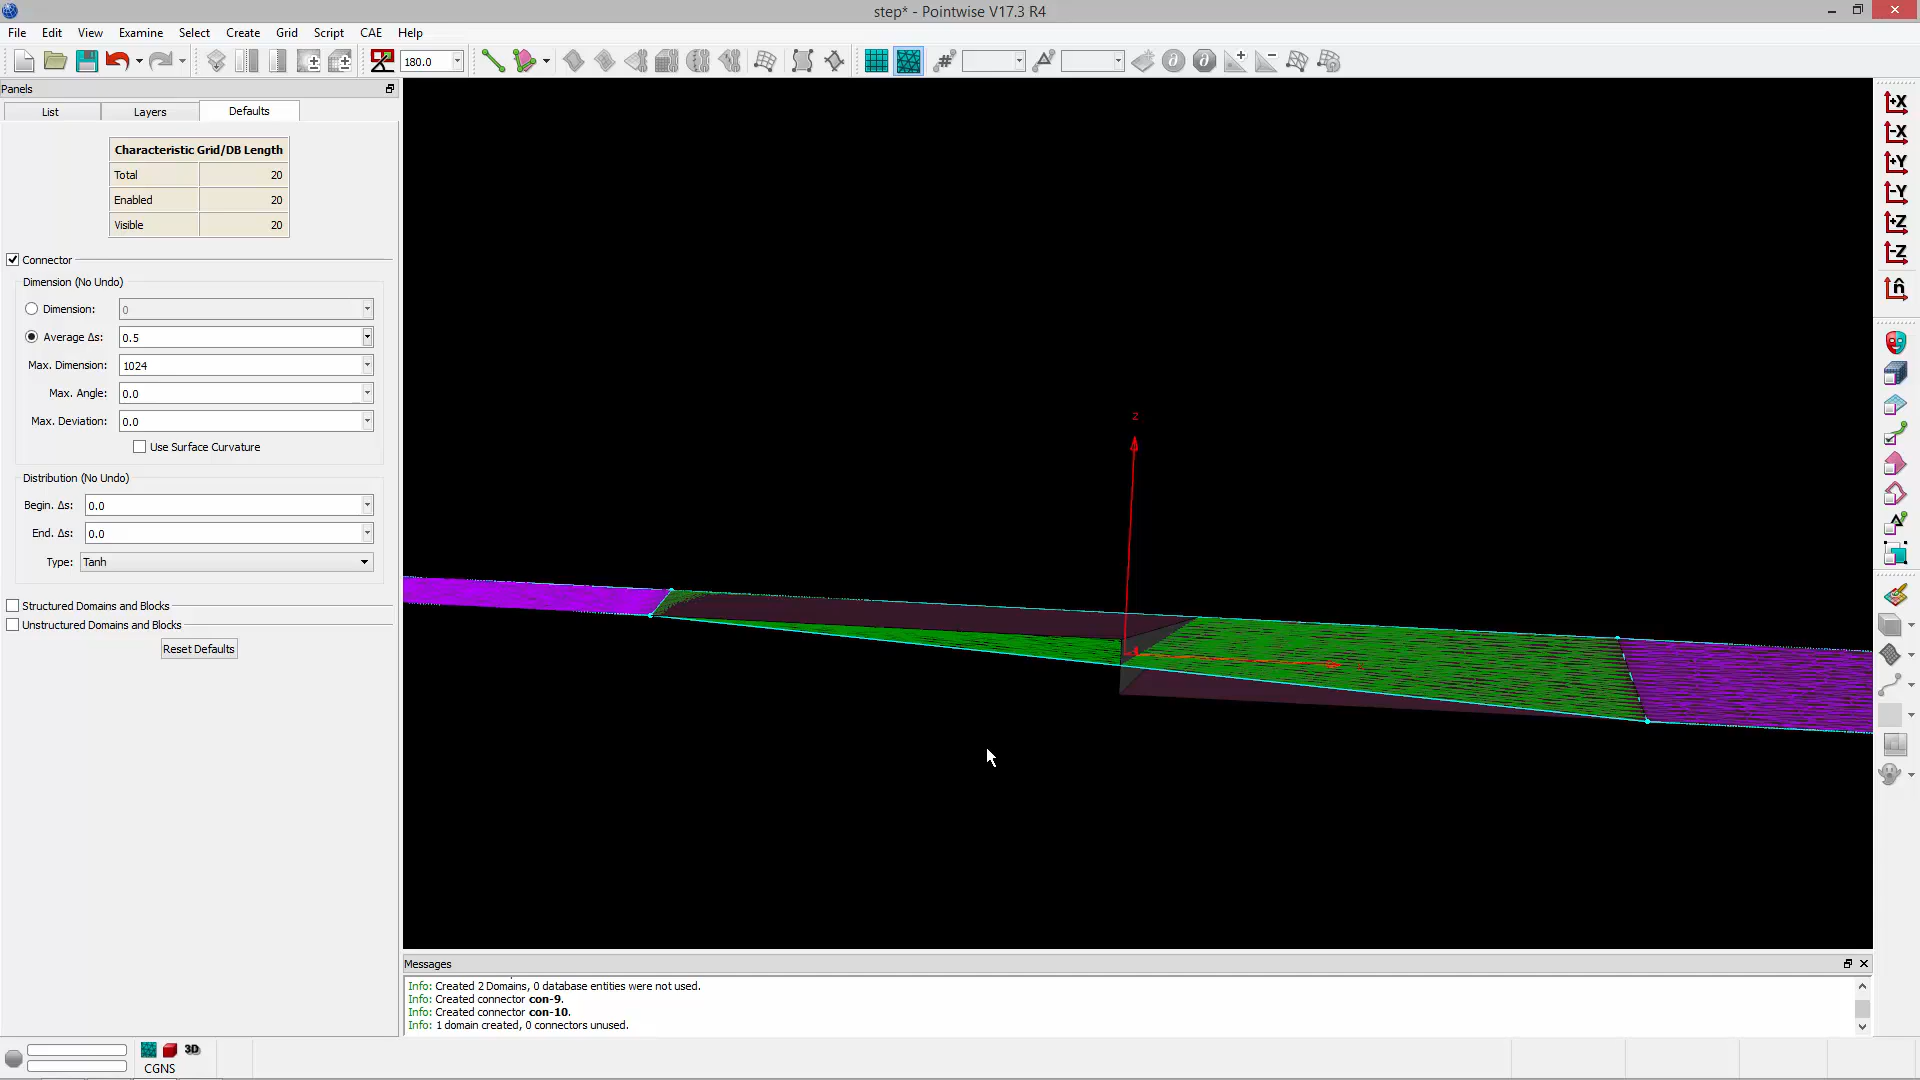 step* - Pointwise V17.3 R4
File Edit View Examine Select Create Grid Script CAE Help
180.0
Panels
List Layers Defaults
Characteristic Grid/DB Length
Total 20
Enabled 20
Visible 20
Connector
Dimension (No Undo)
Dimension: 0
Average Δs: 0.5
Max. Dimension: 1024
Max. Angle: 0.0
Max. Deviation: 0.0
Use Surface Curvature
Distribution (No Undo)
Begin. Δs: 0.0
End. Δs: 0.0
Type: Tanh
Structured Domains and Blocks
Unstructured Domains and Blocks
Reset Defaults
z
+X
-X
+Y
-Y
+Z
-Z
n̂
Messages
Info: Created 2 Domains, 0 database entities were not used.
Info: Created connector con-9.
Info: Created connector con-10.
Info: 1 domain created, 0 connectors unused.
3D
CGNS